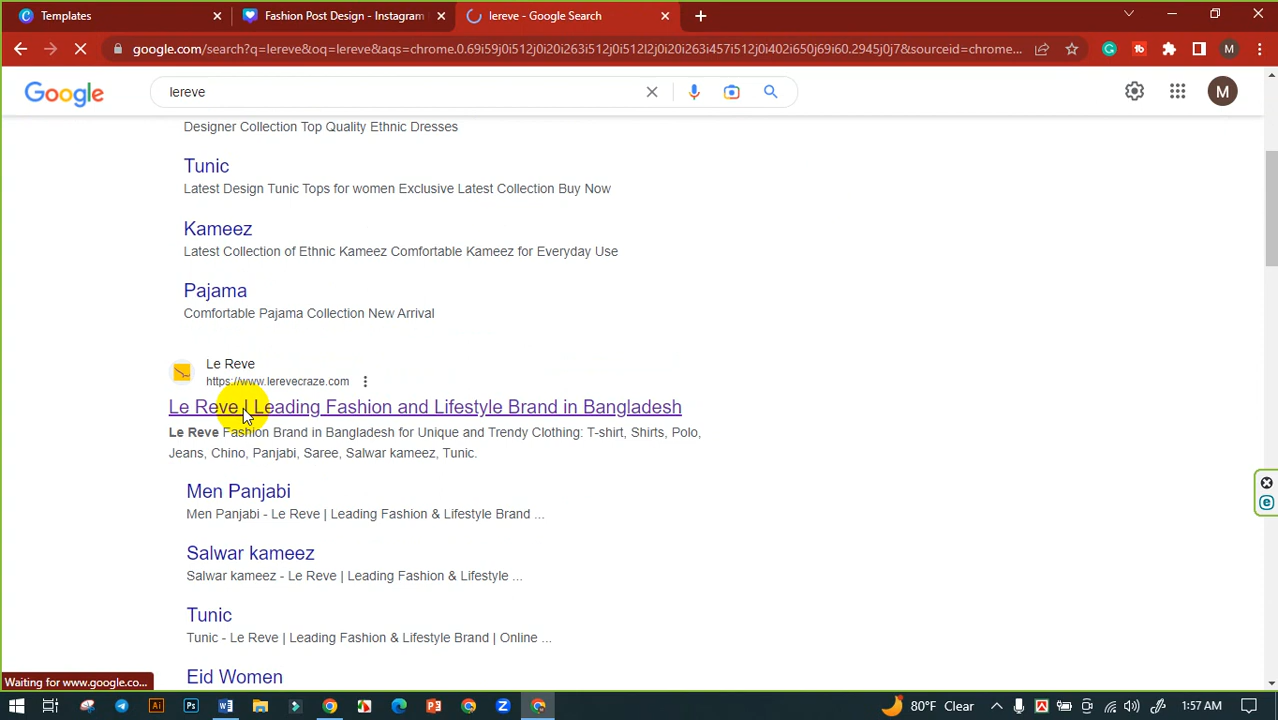 Templates
Fashion Post Design - Instagram
lereve - Google Search
google.com/search?q=lereve&oq=lereve&aqs=chrome.0.69i59j0i512j0i20i263i512j0i512l2j0i20i263i457i512j0i402i650j69i60.2945j0j7&sourceid=chrome...
M
Google
lereve
M
Designer Collection Top Quality Ethnic Dresses
Tunic
Latest Design Tunic Tops for women Exclusive Latest Collection Buy Now
Kameez
Latest Collection of Ethnic Kameez Comfortable Kameez for Everyday Use
Pajama
Comfortable Pajama Collection New Arrival
Le Reve
https://www.lerevecraze.com
Le Reve | Leading Fashion and Lifestyle Brand in Bangladesh
Le Reve Fashion Brand in Bangladesh for Unique and Trendy Clothing: T-shirt, Shirts, Polo,
Jeans, Chino, Panjabi, Saree, Salwar kameez, Tunic.
Men Panjabi
Men Panjabi - Le Reve | Leading Fashion & Lifestyle Brand ...
Salwar kameez
Salwar kameez - Le Reve | Leading Fashion & Lifestyle ...
Tunic
Tunic - Le Reve | Leading Fashion & Lifestyle Brand | Online ...
Eid Women
Waiting for www.google.co...
80°F Clear
1:57 AM